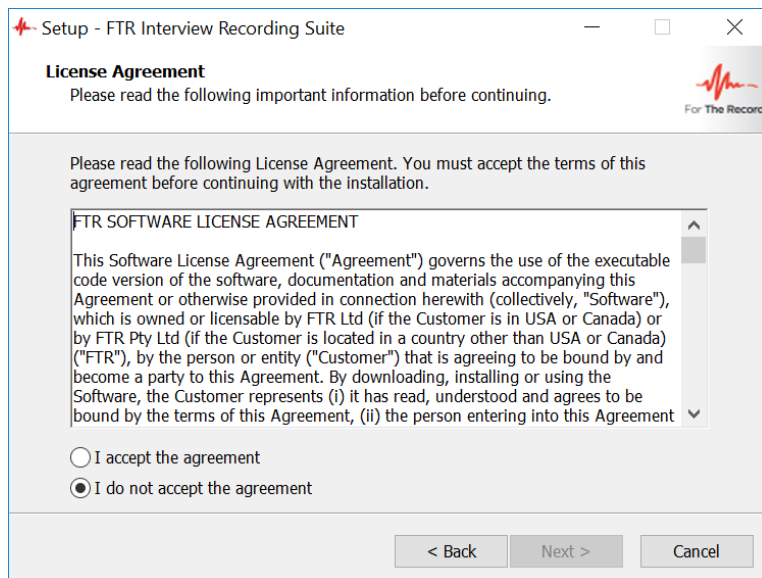 Setup - FTR Interview Recording Suite
License Agreement
Please read the following important information before continuing.
For The Record
Please read the following License Agreement. You must accept the terms of this
agreement before continuing with the installation.
FTR SOFTWARE LICENSE AGREEMENT
This Software License Agreement ("Agreement") governs the use of the executable
code version of the software, documentation and materials accompanying this
Agreement or otherwise provided in connection herewith (collectively, "Software"),
which is owned or licensable by FTR Ltd (if the Customer is in USA or Canada) or
by FTR Pty Ltd (if the Customer is located in a country other than USA or Canada)
("FTR"), by the person or entity ("Customer") that is agreeing to be bound by and
become a party to this Agreement. By downloading, installing or using the
Software, the Customer represents (i) it has read, understood and agrees to be
bound by the terms of this Agreement, (ii) the person entering into this Agreement
I accept the agreement
I do not accept the agreement
< Back
Next >
Cancel